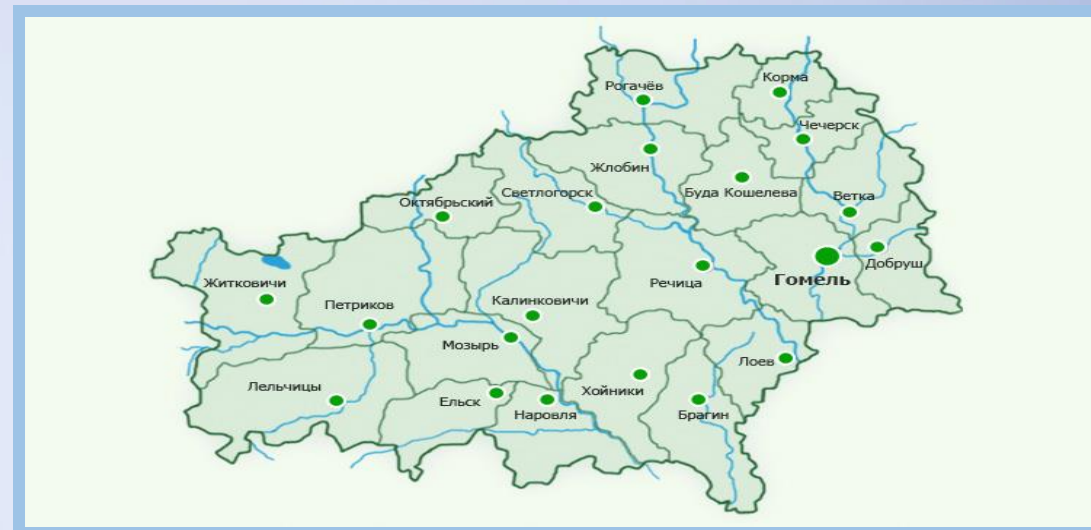 Рогачёв
Корма
Чечерск
Жлобин
Светлогорск
Буда Кошелева
Ветка
Октябрьский
Добруш
Житковичи
Речица
Гомель
Петриков
Калинковичи
Мозырь
Лоев
Лельчицы
Хойники
Ельск
Наровля
Брагин